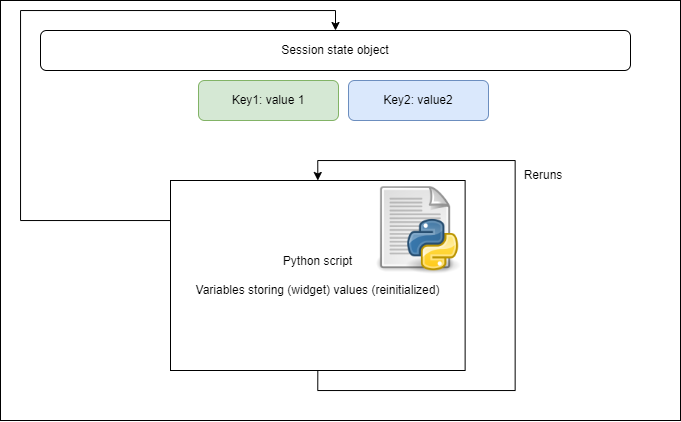 Session state object
Key1: value 1
Key2: value2
Reruns
Python script
Variables storing (widget) values (reinitialized)